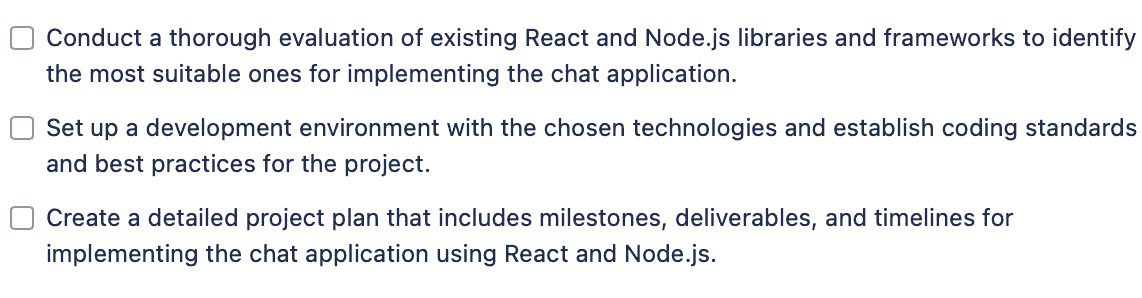 Conduct a thorough evaluation of existing React and Node.js libraries and frameworks to identify
the most suitable ones for implementing the chat application.
Set up a development environment with the chosen technologies and establish coding standards
and best practices for the project.
Create a detailed project plan that includes milestones, deliverables, and timelines for
implementing the chat application using React and Node.js.